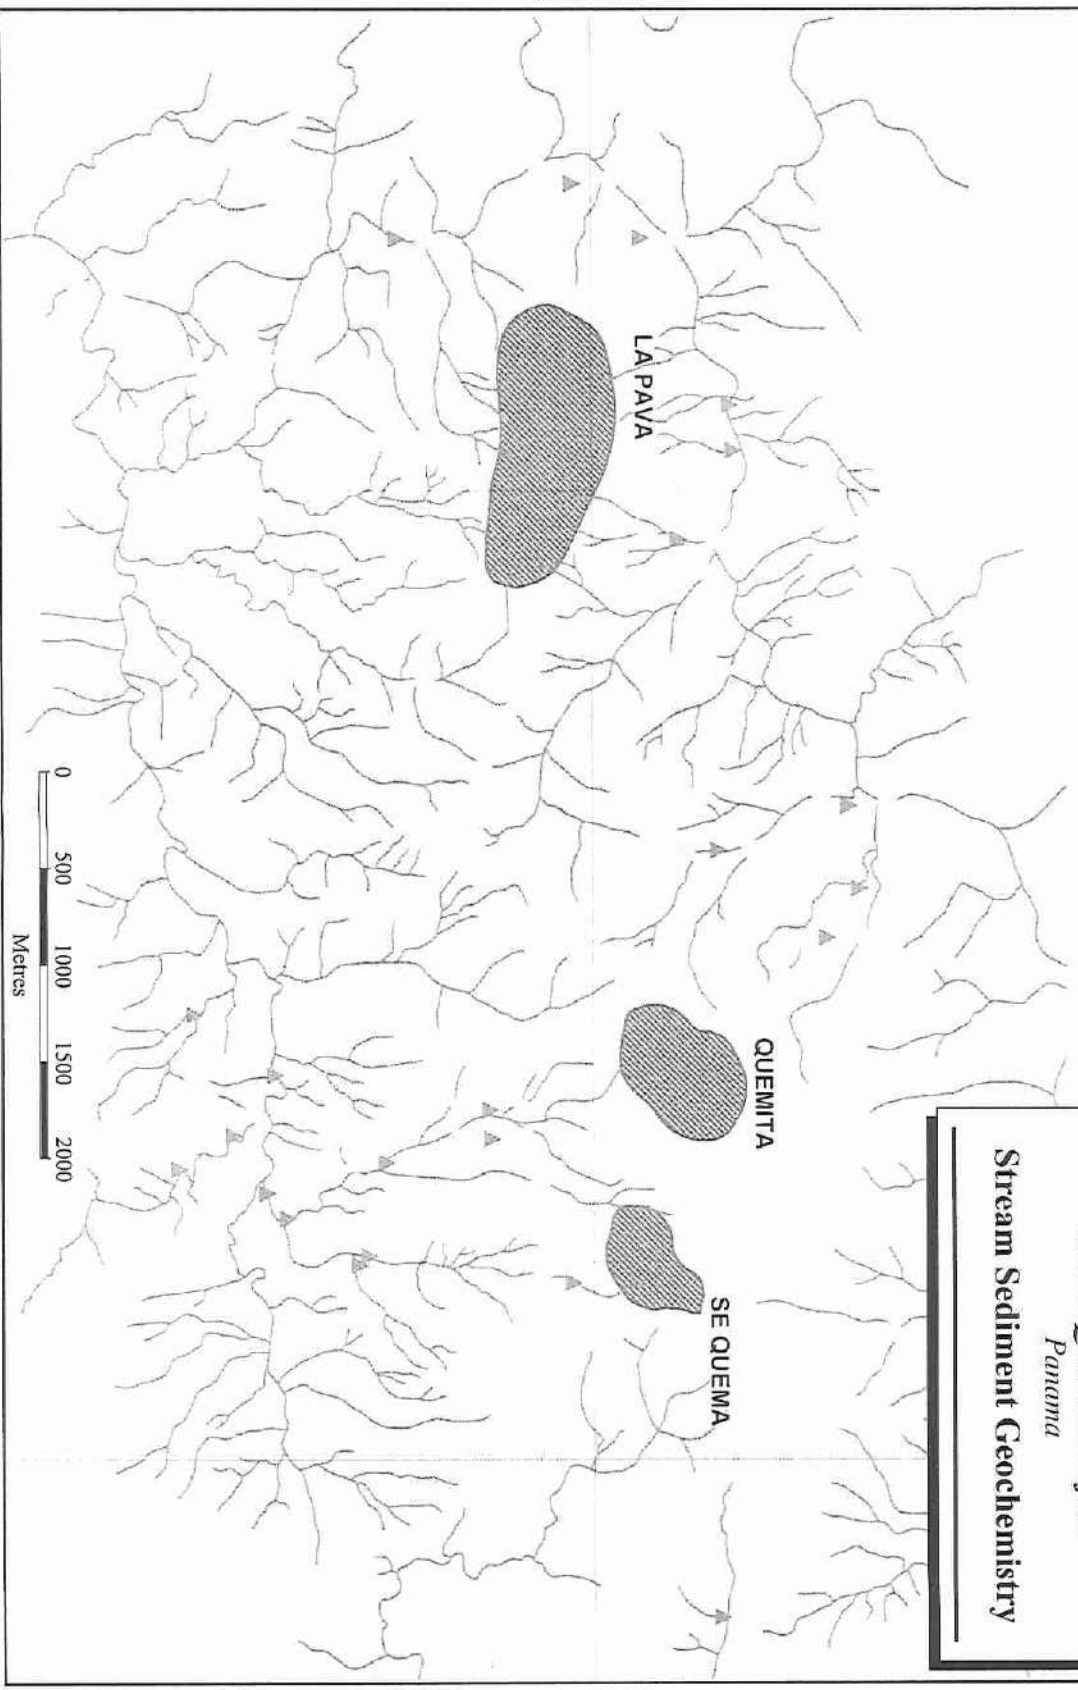 Panama
Stream Sediment Geochemistry
LA PAVA
QUEMITA
SE QUEMA
0 500 1000 1500 2000
Metres